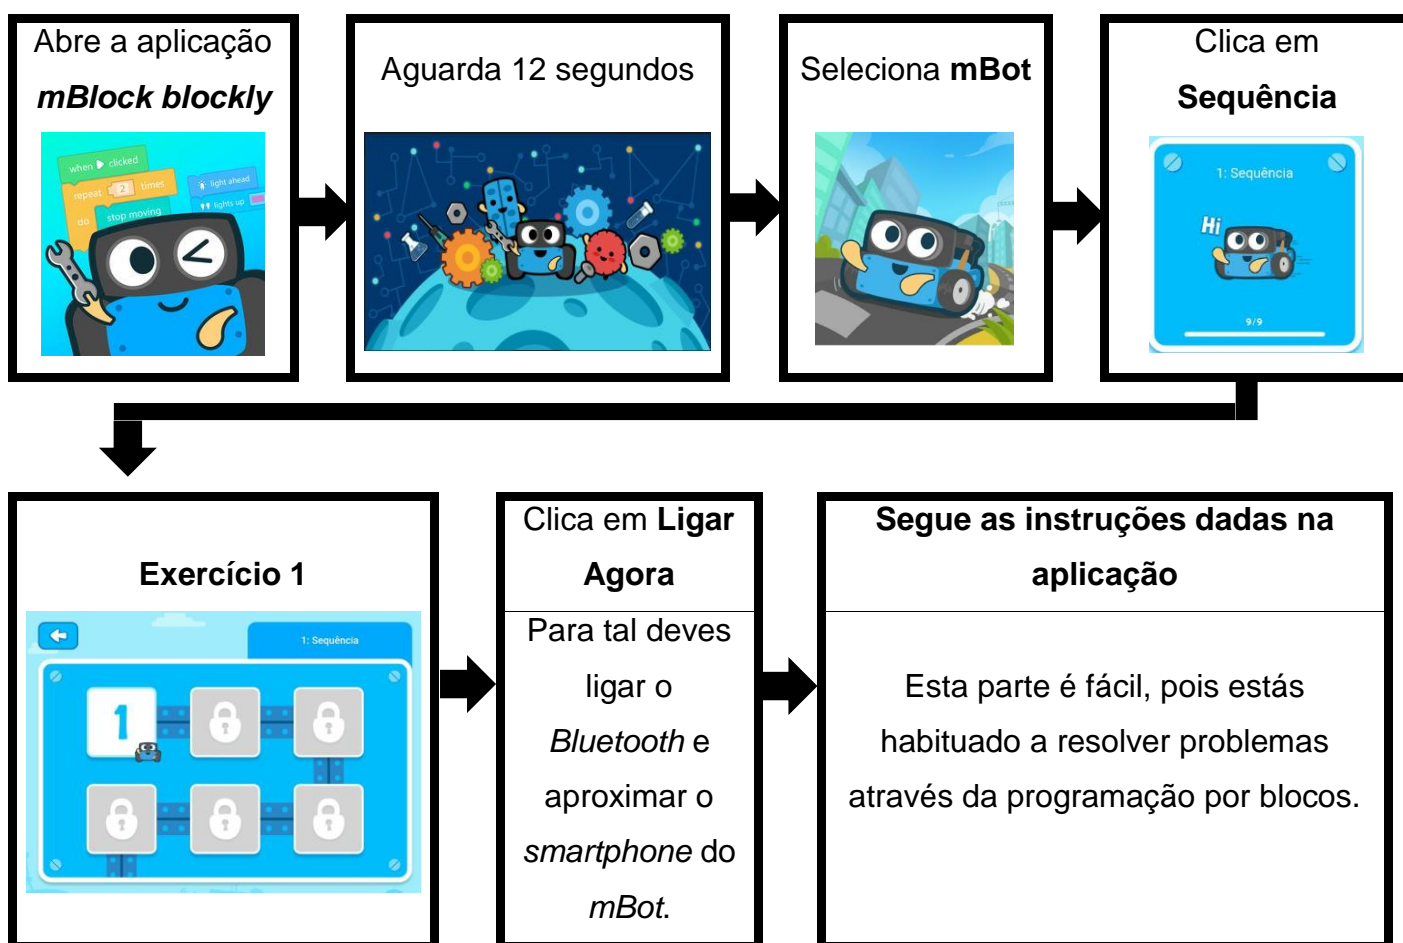 Abre a aplicação
mBlock blockly
when clicked
repeat 2 times
do stop moving
light ahead
lights up
Aguarda 12 segundos
Seleciona mBot
Clica em
Sequência
1: Sequência
Hi
9/9
Exercício 1
1: Sequência
1
Clica em Ligar
Agora
Para tal deves
ligar o
Bluetooth e
aproximar o
smartphone do
mBot.
Segue as instruções dadas na
aplicação
Esta parte é fácil, pois estás
habituado a resolver problemas
através da programação por blocos.